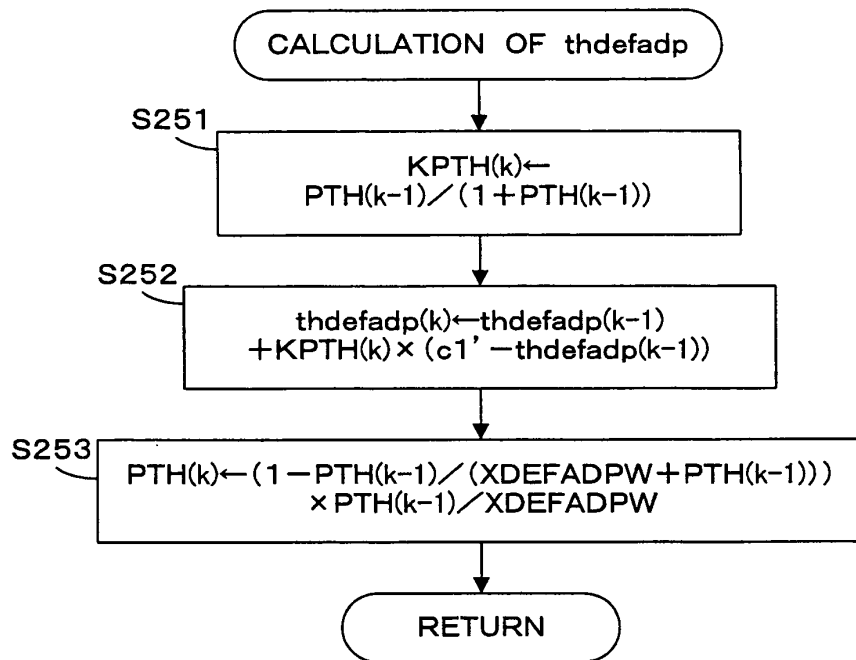 CALCULATION OF thdefadp
S251
KPTH(k)←
PTH(k-1)/(1+PTH(k-1))
S252
thdefadp(k)←thdefadp(k-1)
+KPTH(k)×(c1'-thdefadp(k-1))
S253
PTH(k)←(1-PTH(k-1)/(XDEFADPW+PTH(k-1)))
×PTH(k-1)/XDEFADPW
RETURN